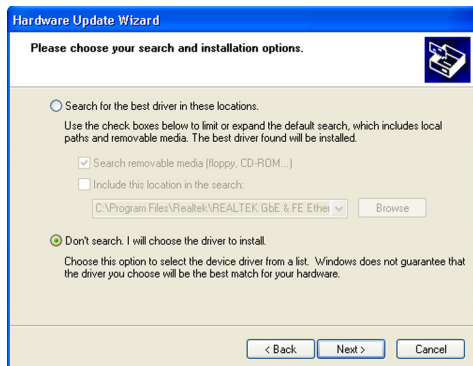 Hardware Update Wizard
Please choose your search and installation options.
Search for the best driver in these locations.
Use the check boxes below to limit or expand the default search, which includes local
paths and removable media. The best driver found will be installed.
Search removable media (floppy, CD-ROM...)
Include this location in the search:
C:\Program Files\Realtek\REALTEK GbE & FE Ether
Browse
Don't search. I will choose the driver to install.
Choose this option to select the device driver from a list. Windows does not guarantee that
the driver you choose will be the best match for your hardware.
< Back
Next >
Cancel